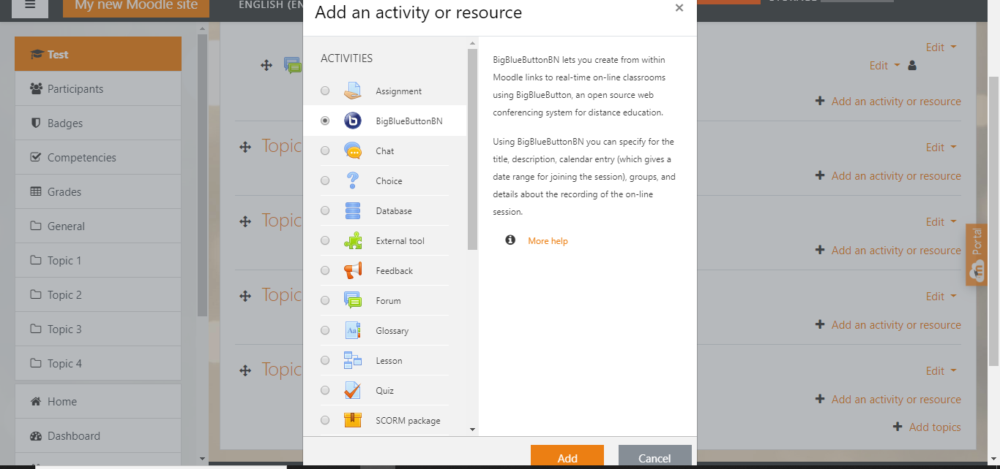 My new Moodle site
ENGLISH (EN
Add an activity or resource
×
Test
Participants
Badges
Competencies
Grades
General
Topic 1
Topic 2
Topic 3
Topic 4
Home
Dashboard
ACTIVITIES
Assignment
BigBlueButtonBN
Chat
Choice
Database
External tool
Feedback
Forum
Glossary
Lesson
Quiz
SCORM package
BigBlueButtonBN lets you create from within
Moodle links to real-time on-line classrooms
using BigBlueButton, an open source web
conferencing system for distance education.
Using BigBlueButtonBN you can specify for the
title, description, calendar entry (which gives a
date range for joining the session), groups, and
details about the recording of the on-line
session.
More help
Add
Cancel
Edit
Edit
Add an activity or resource
Topic
Edit
Add an activity or resource
Topic
Edit
Add an activity or resource
Topic
Edit
Add an activity or resource
Topic
Edit
Add an activity or resource
Add topics
Portal